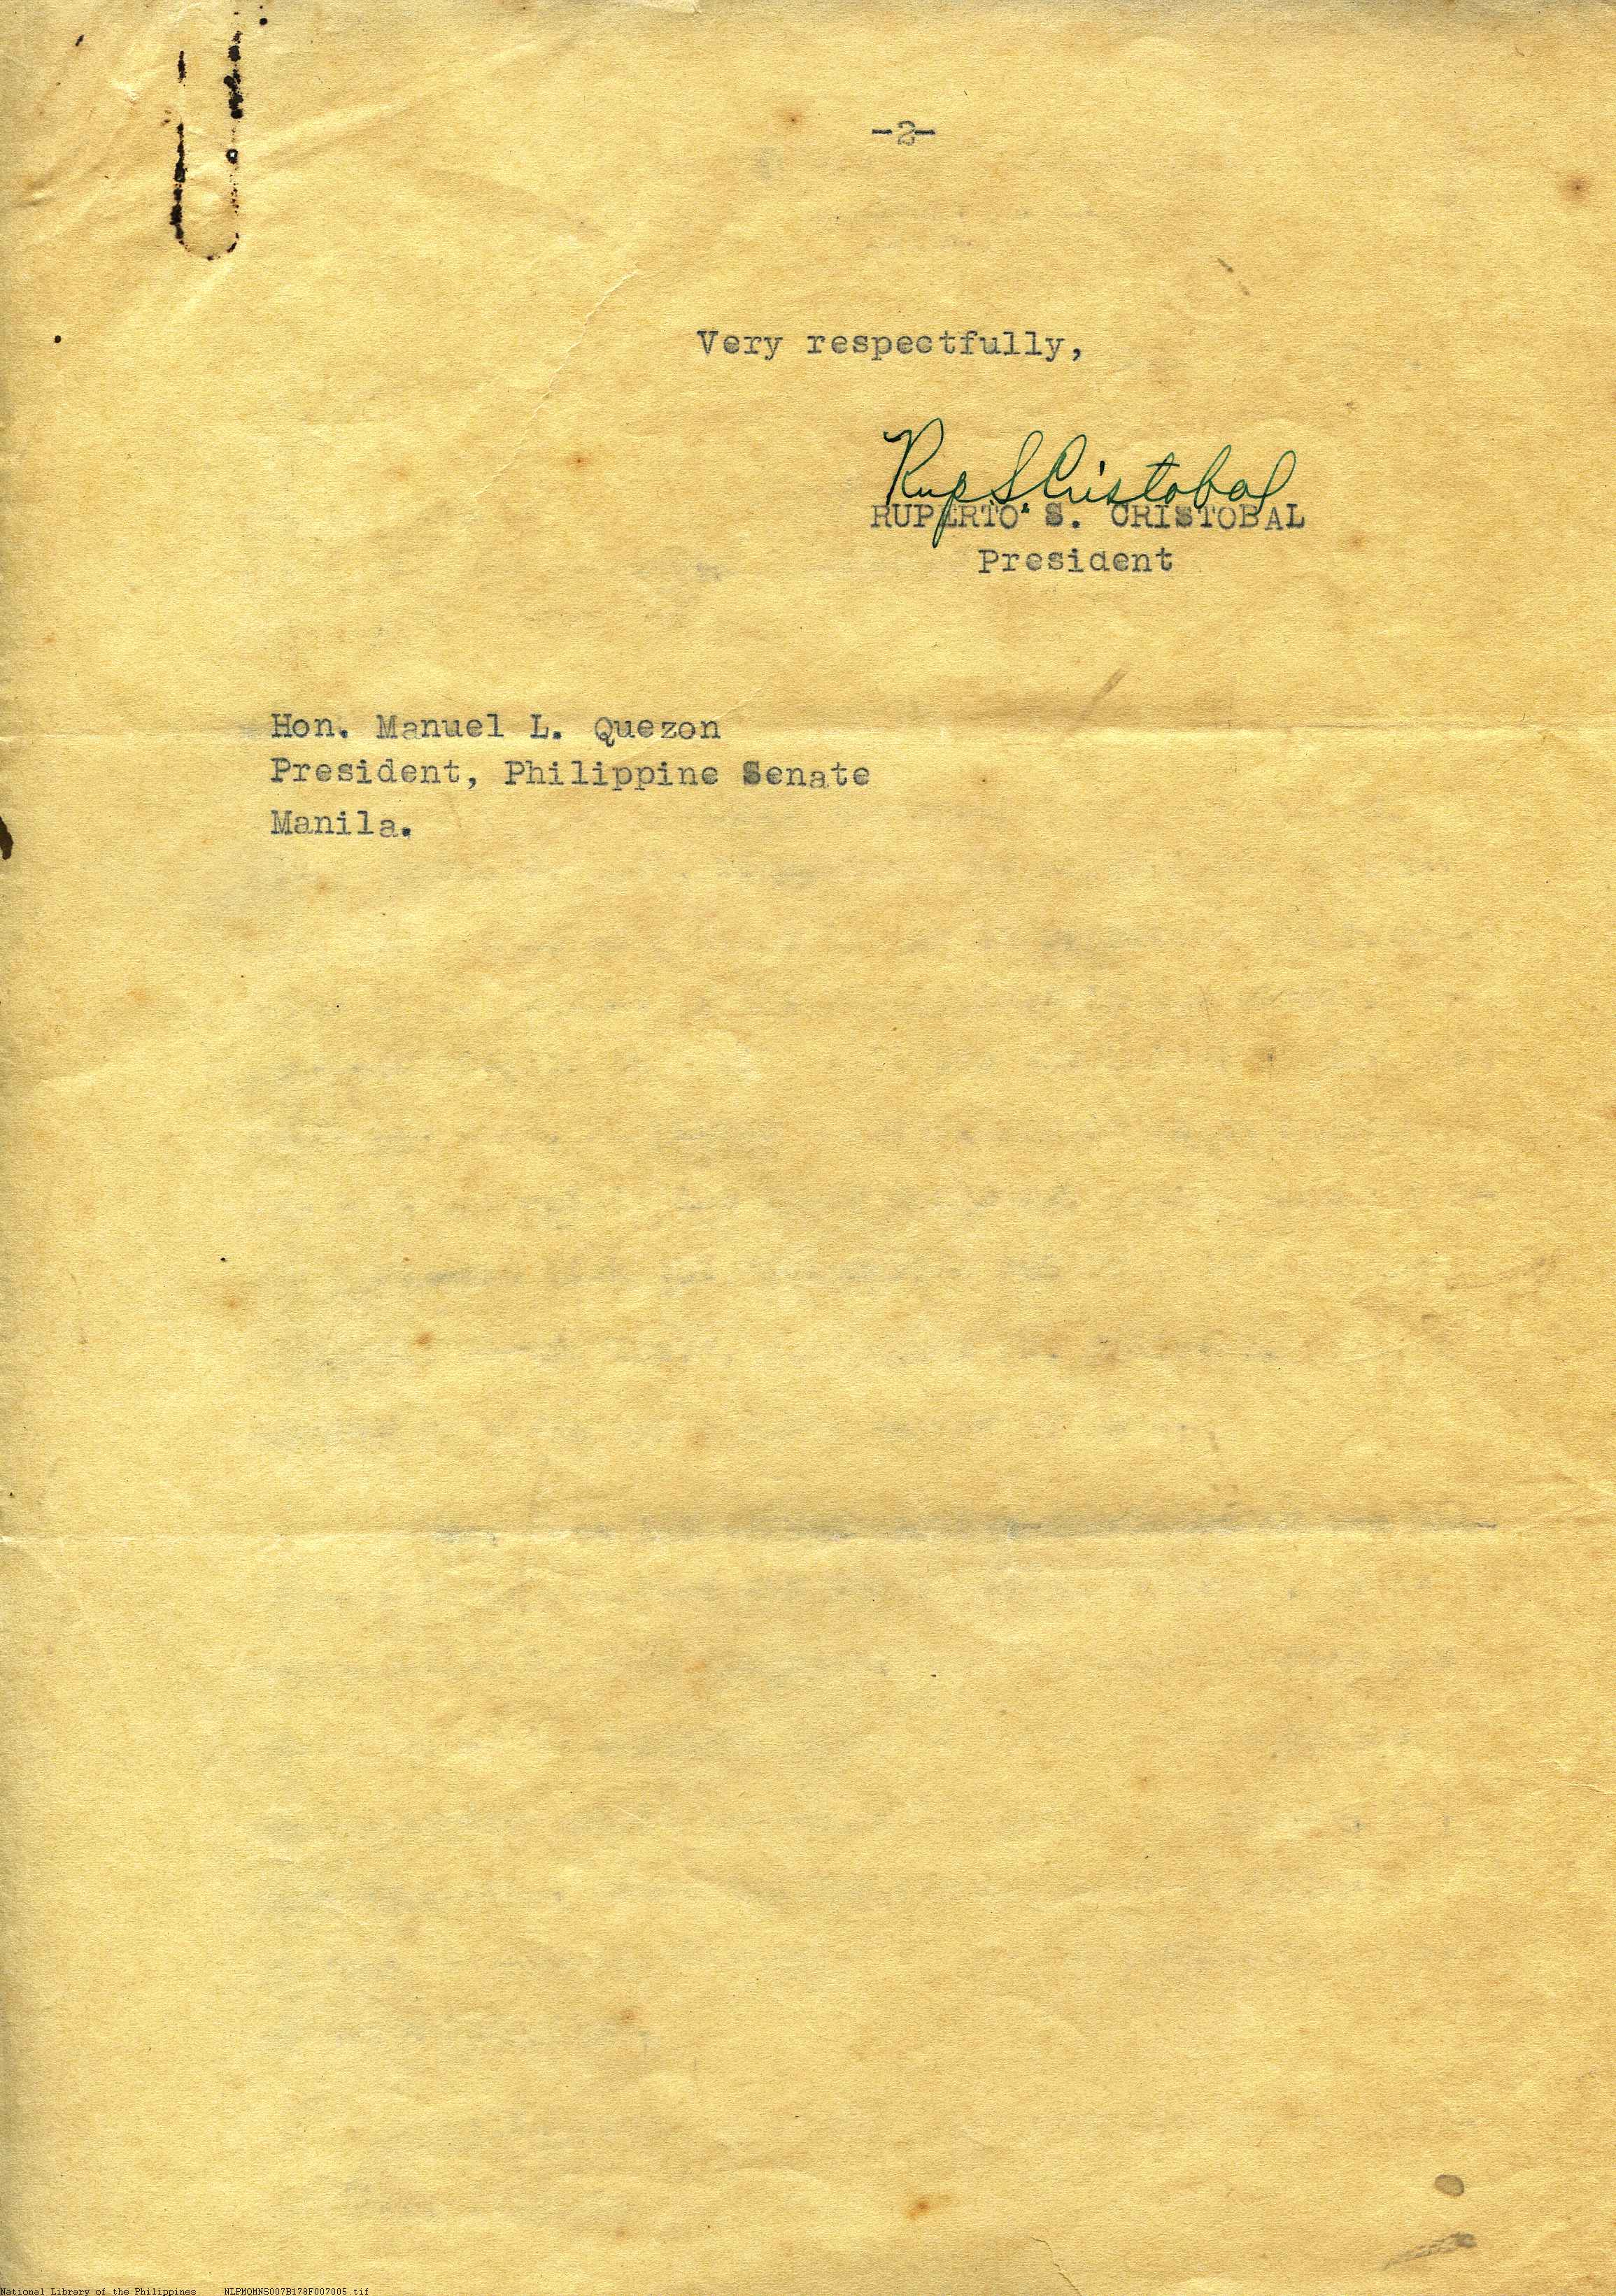 -2-
Very respectfully,
Rup S. Cristobal
RUPERTO S. CRISTOBAL
President
Hon. Manuel L. Quezon
President, Philippine Senate
Manila.
National Library of the Philippines NLPMQMNS007B178F007005.tif